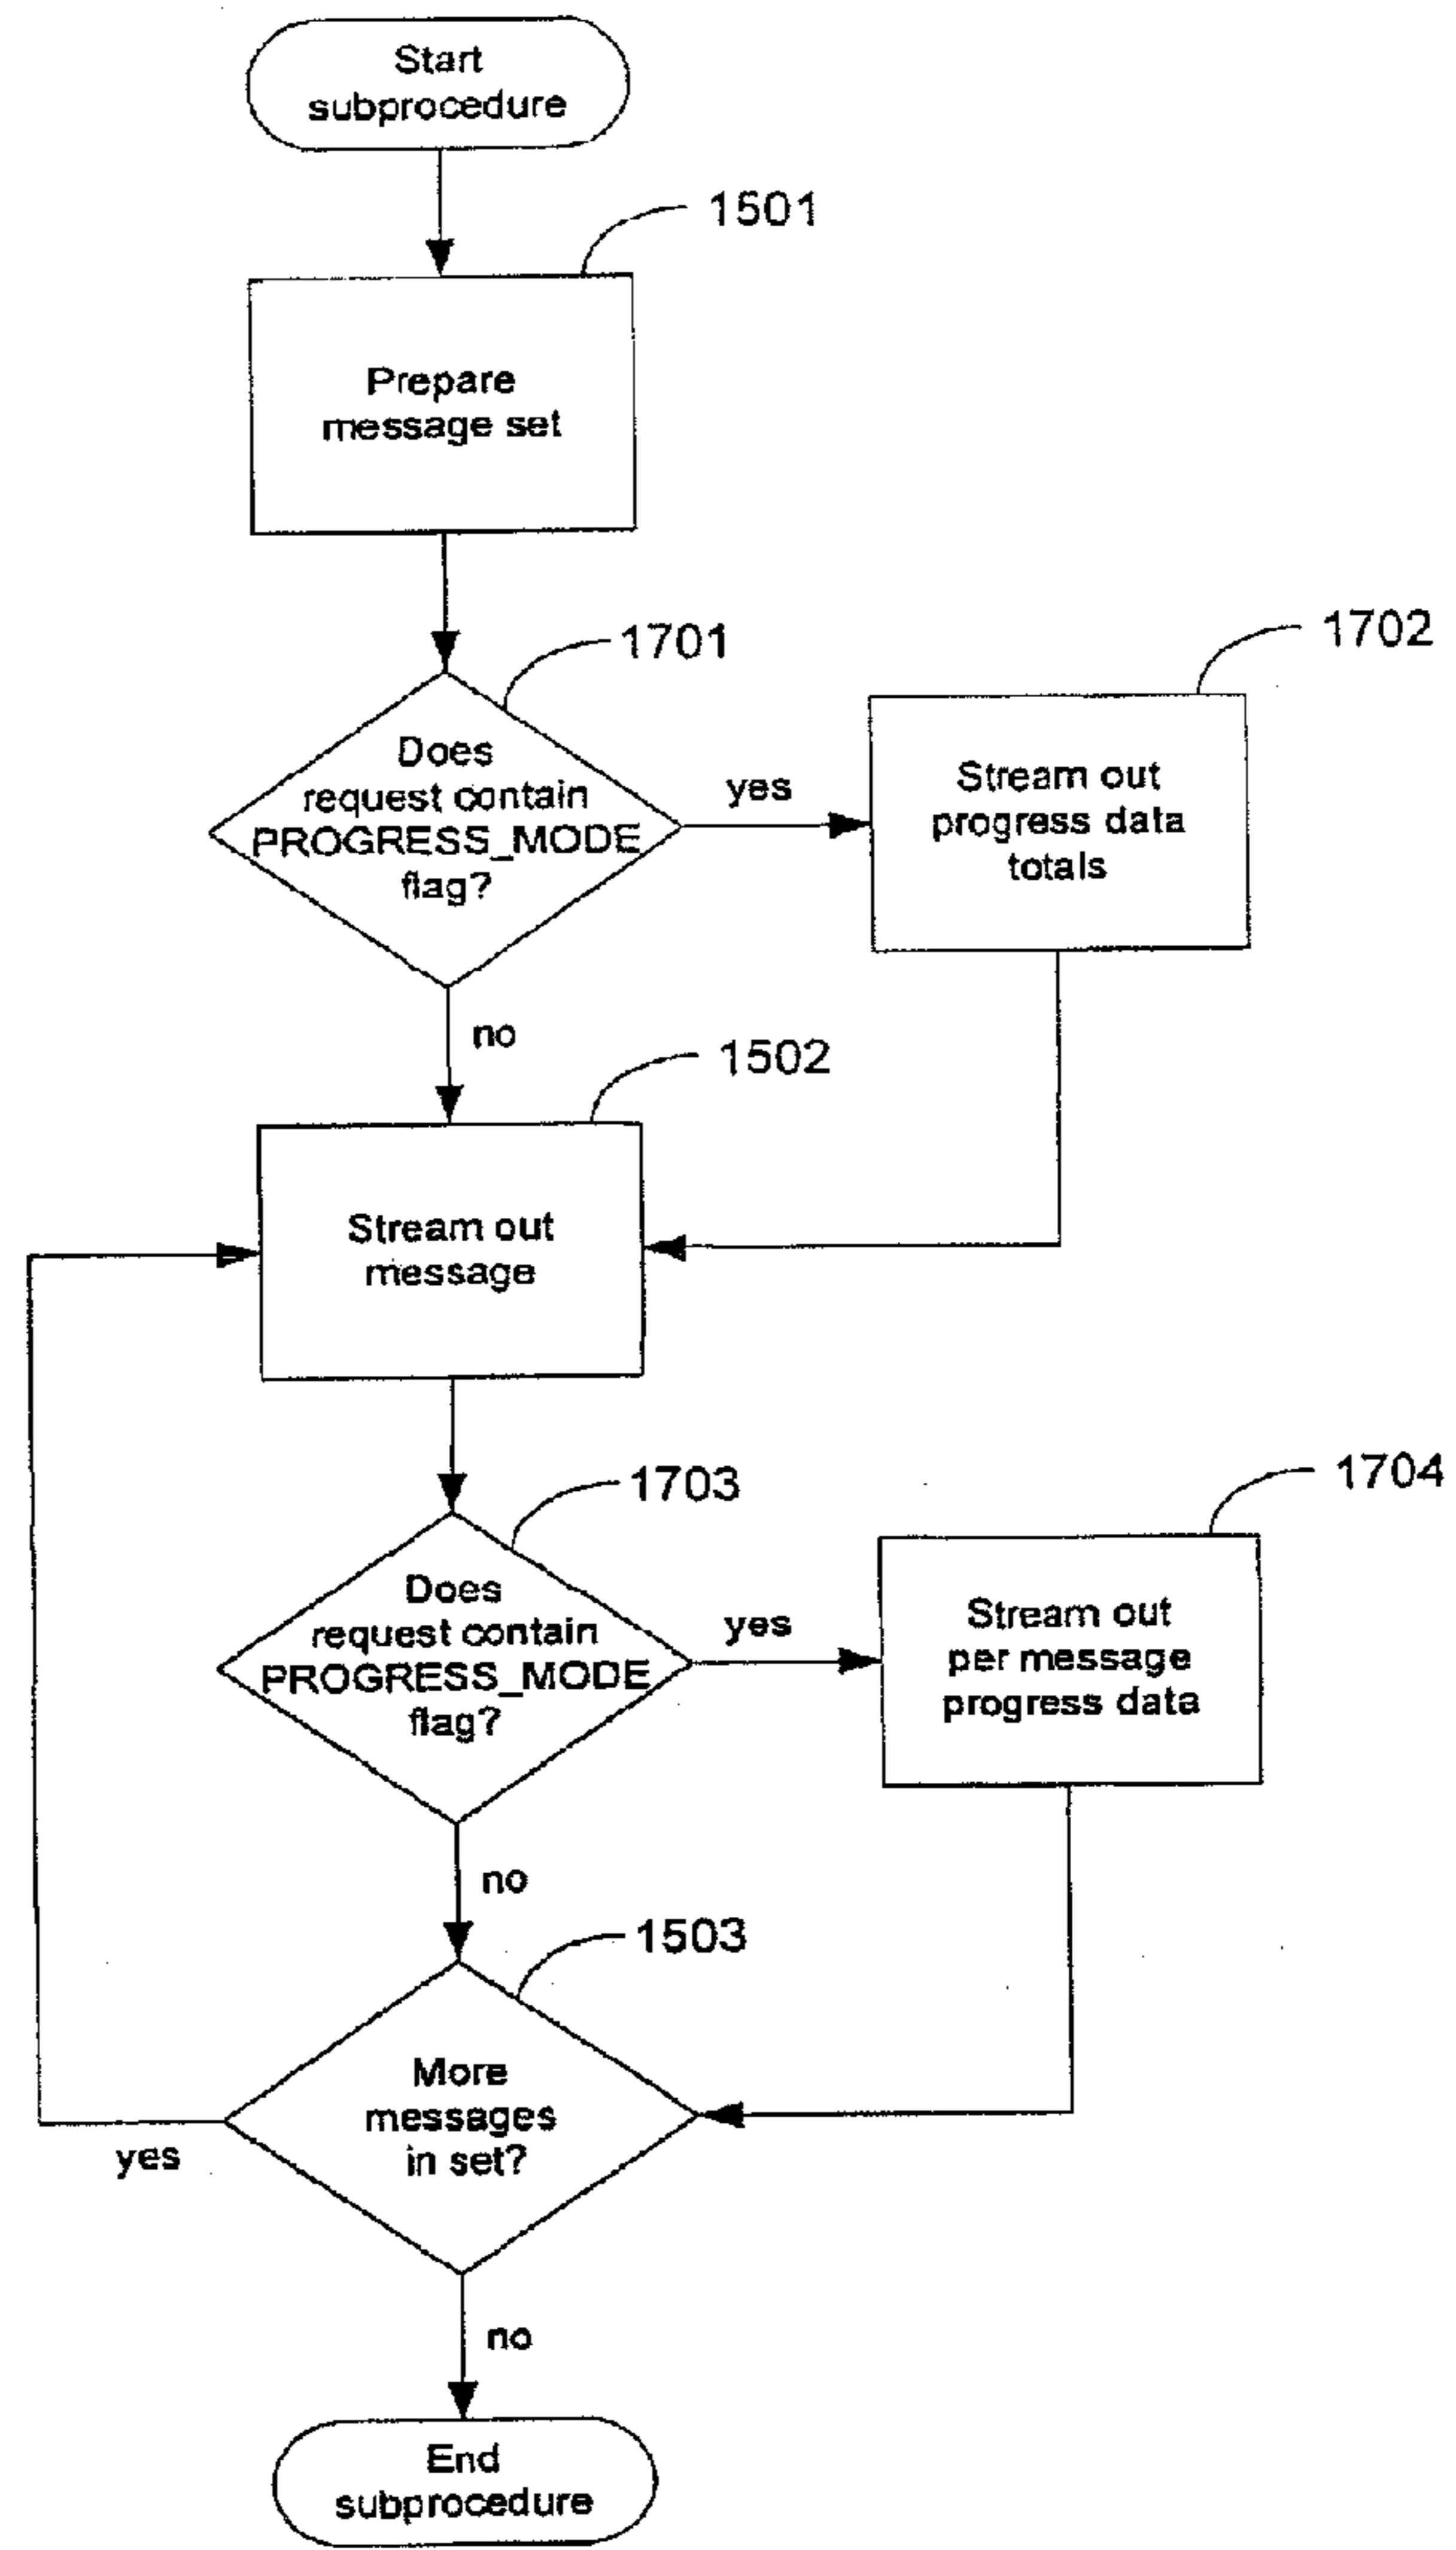 Start
subprocedure
1501
Prepare
message set
1701
Does
request contain
PROGRESS_MODE
flag?
yes
1702
Stream out
progress data
totals
no
1502
Stream out
message
1703
Does
request contain
PROGRESS_MODE
flag?
yes
1704
Stream out
per message
progress data
no
1503
More
messages
in set?
yes
no
End
subprocedure